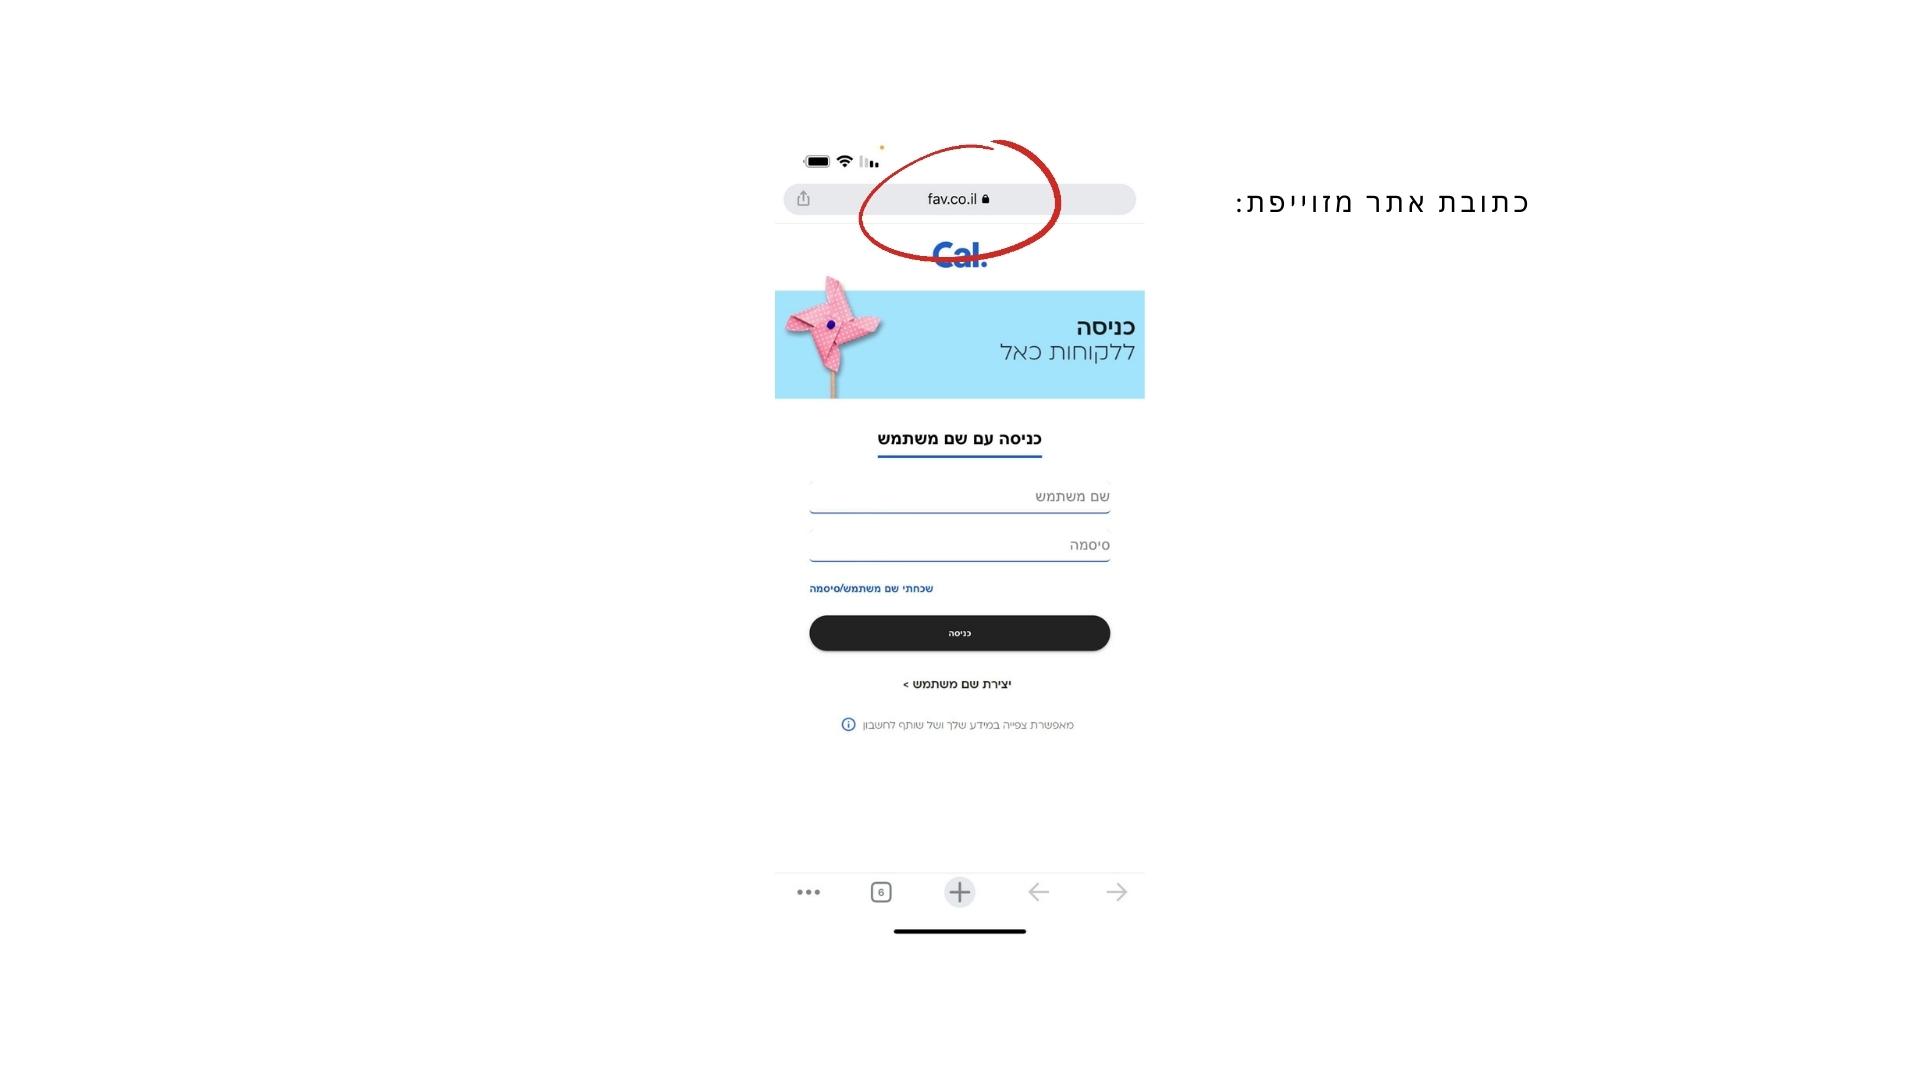 fav.co.il
כתובת אתר מזוייפת:
Cal.
כניסה
ללקוחות כאל
כניסה עם שם משתמש
שם משתמש
סיסמה
שכחתי שם משתמש/סיסמה
כניסה
יצירת שם משתמש >
מאפשרת צפייה במידע שלך ושל שותף לחשבון
6